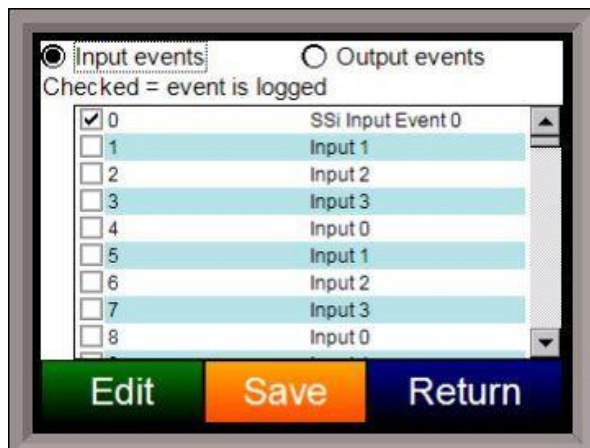 Input events Output events
Checked = event is logged
0 SSi Input Event 0
1 Input 1
2 Input 2
3 Input 3
4 Input 0
5 Input 1
6 Input 2
7 Input 3
8 Input 0
Edit Save Return